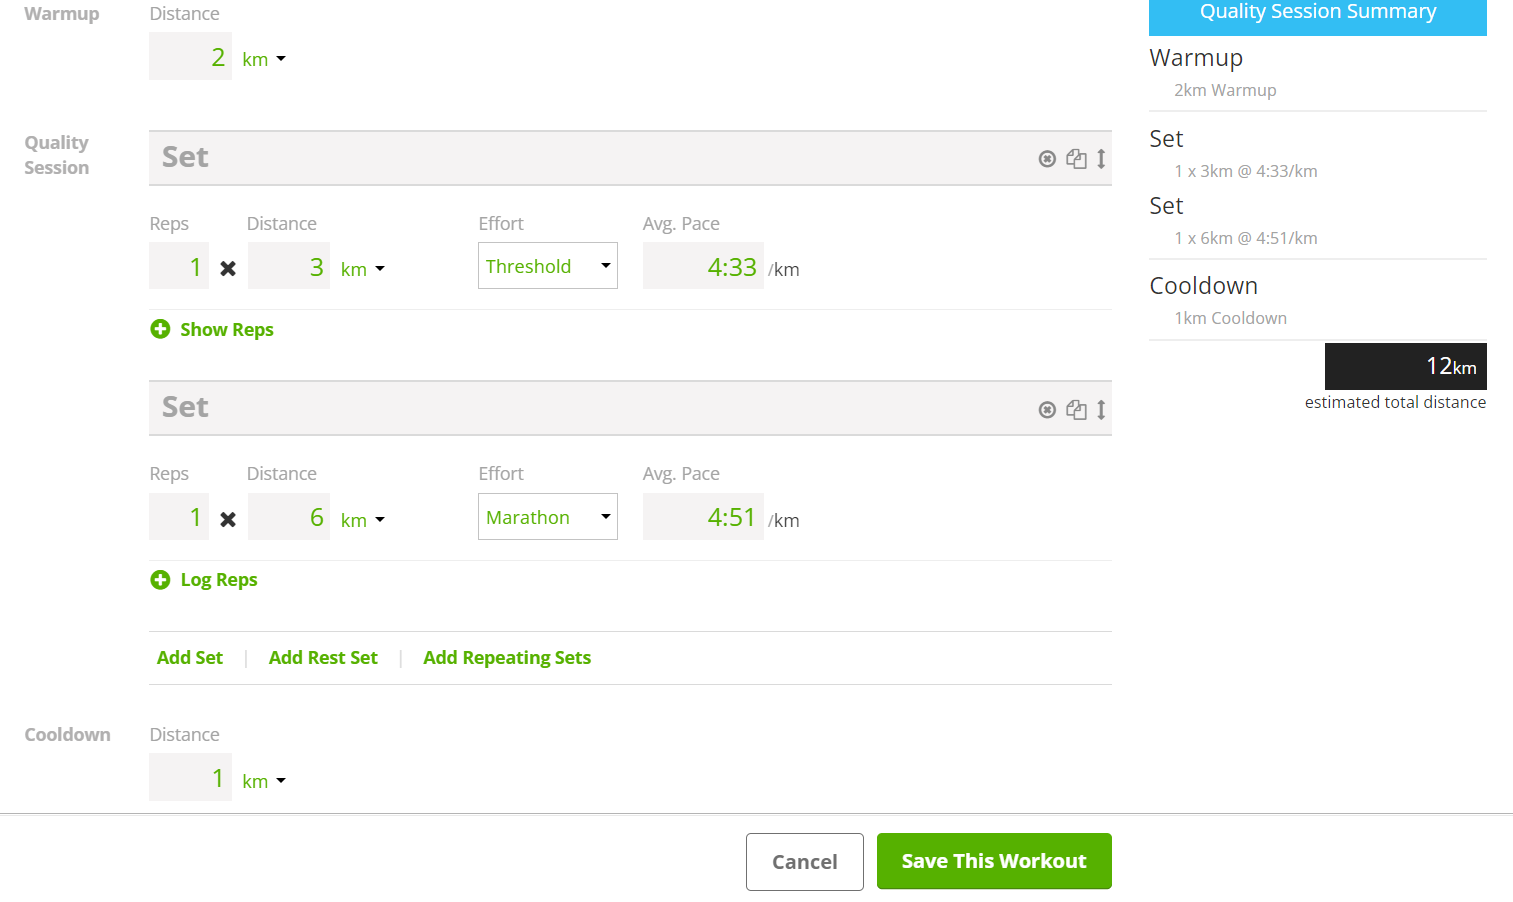 Warmup
Distance
2 km
Quality
Session
Set
Reps Distance Effort Avg. Pace
1 3 km Threshold 4:33 /km
Show Reps
Set
Reps Distance Effort Avg. Pace
1 6 km Marathon 4:51 /km
Log Reps
Add Set | Add Rest Set | Add Repeating Sets
Cooldown
Distance
1 km
Cancel Save This Workout
Quality Session Summary
Warmup
2km Warmup
Set
1 x 3km @ 4:33/km
Set
1 x 6km @ 4:51/km
Cooldown
1km Cooldown
12km
estimated total distance